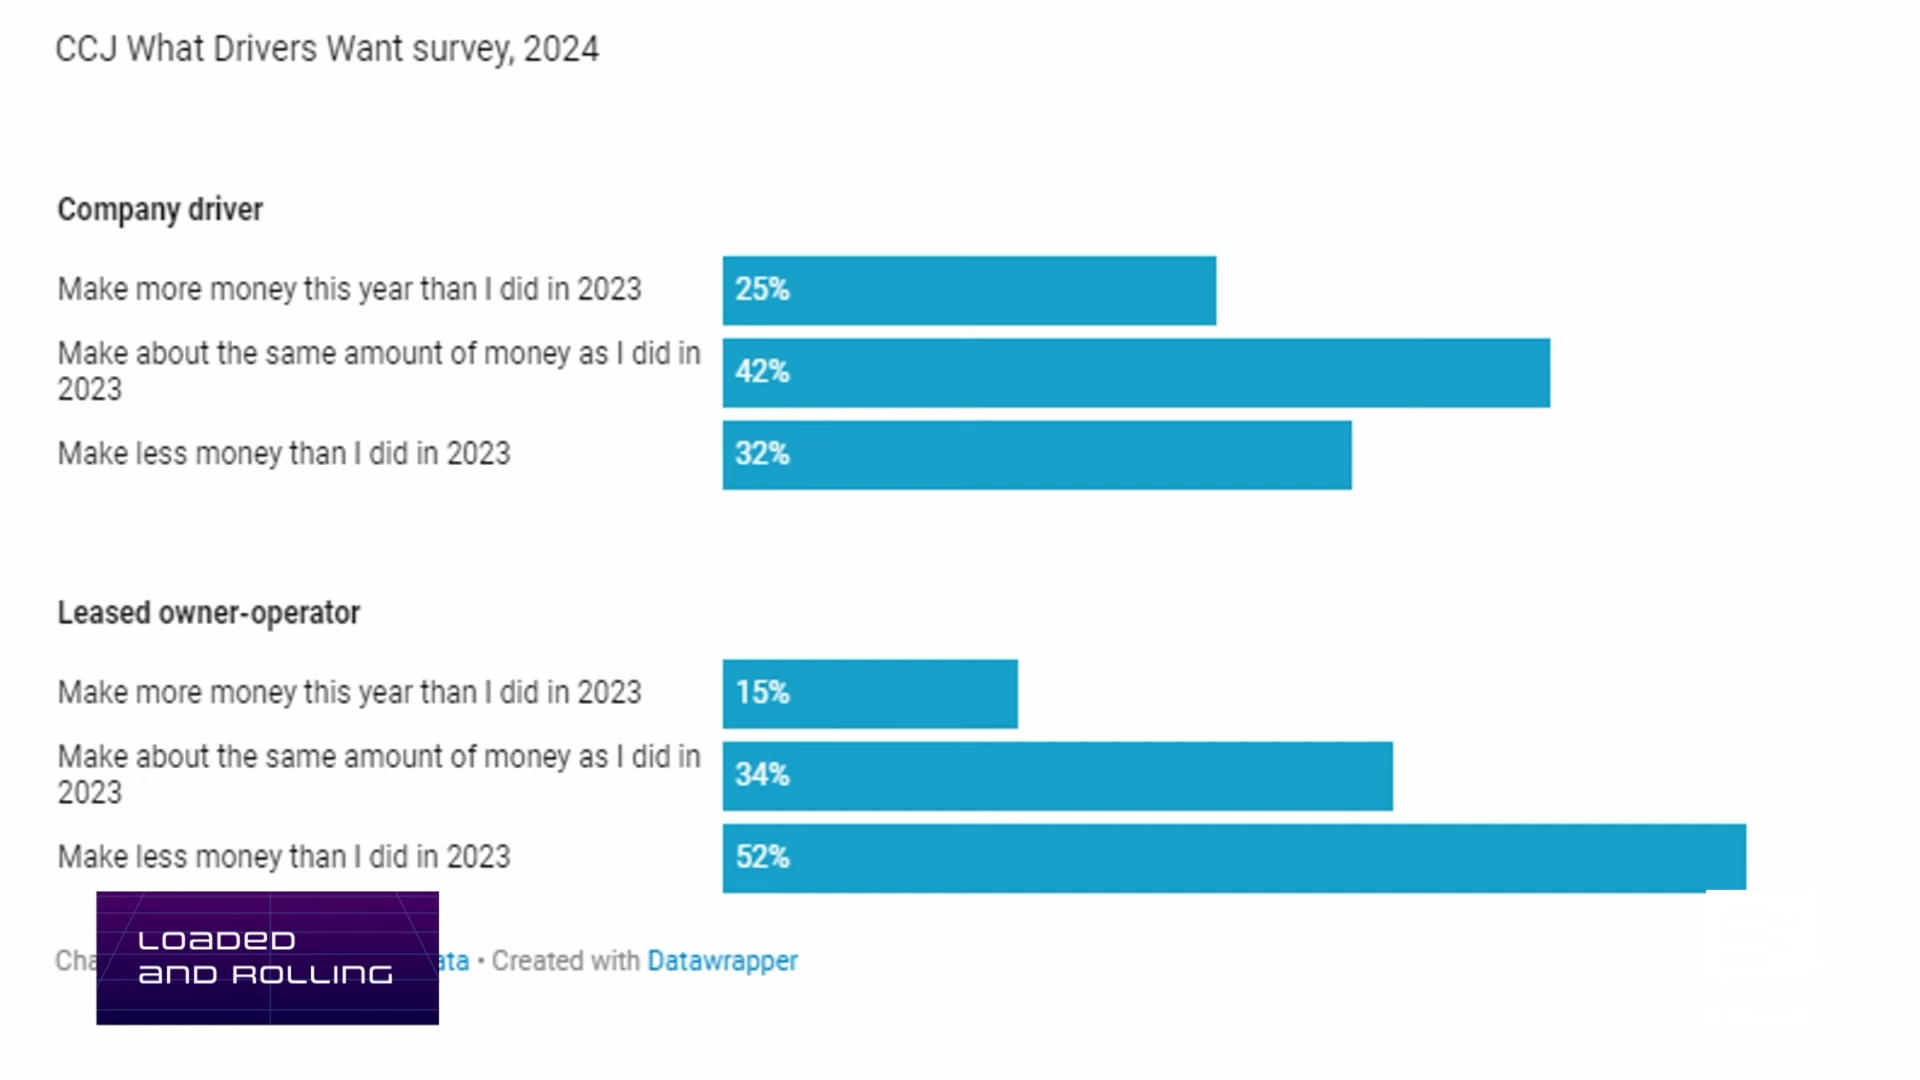 CCJ What Drivers Want survey, 2024
Company driver
Make more money this year than I did in 2023
25%
Make about the same amount of money as I did in
2023
42%
Make less money than I did in 2023
32%
Leased owner-operator
Make more money this year than I did in 2023
15%
Make about the same amount of money as I did in
2023
34%
Make less money than I did in 2023
52%
• Created with Datawrapper
LOADED
AND ROLLING